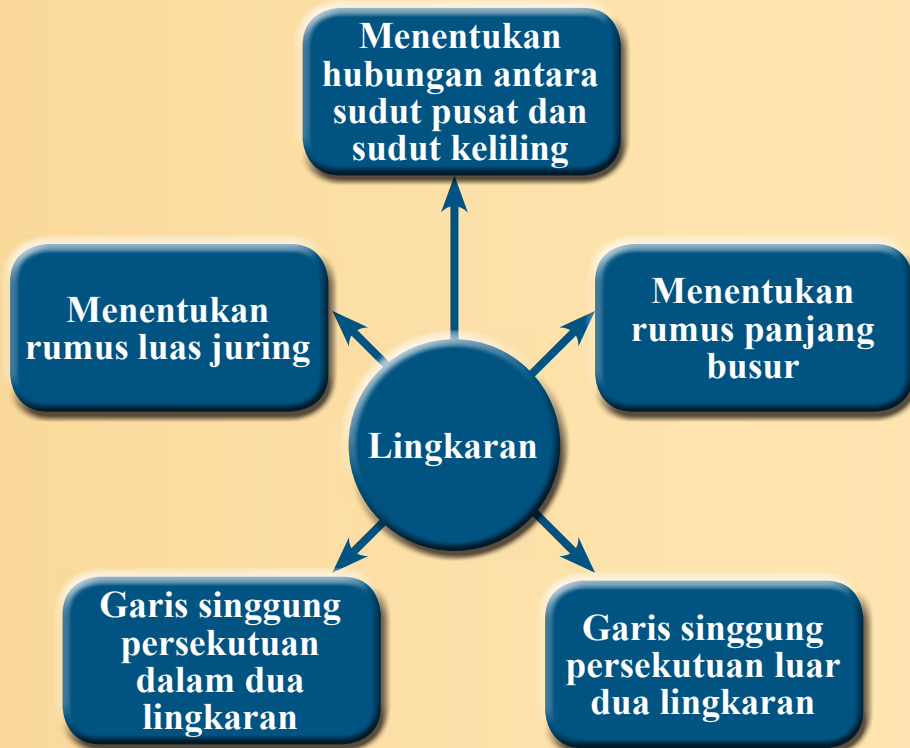 Menentukan
hubungan antara
sudut pusat dan
sudut keliling
Menentukan
rumus luas juring
Menentukan
rumus panjang
busur
Lingkaran
Garis singgung
persekutuan
dalam dua
lingkaran
Garis singgung
persekutuan luar
dua lingkaran